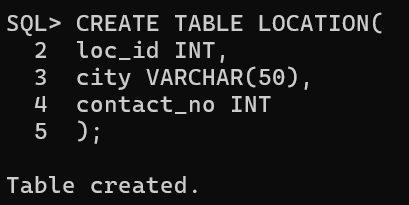 SQL> CREATE TABLE LOCATION(
  2  loc_id INT,
  3  city VARCHAR(50),
  4  contact_no INT
  5  );

Table created.